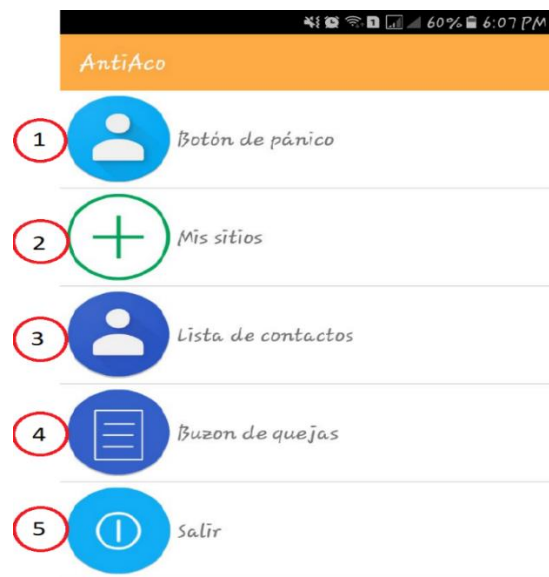 60% 6:07 PM
AntiAco
1 Botón de pánico
2 Mis sitios
3 Lista de contactos
4 Buzon de quejas
5 Salir